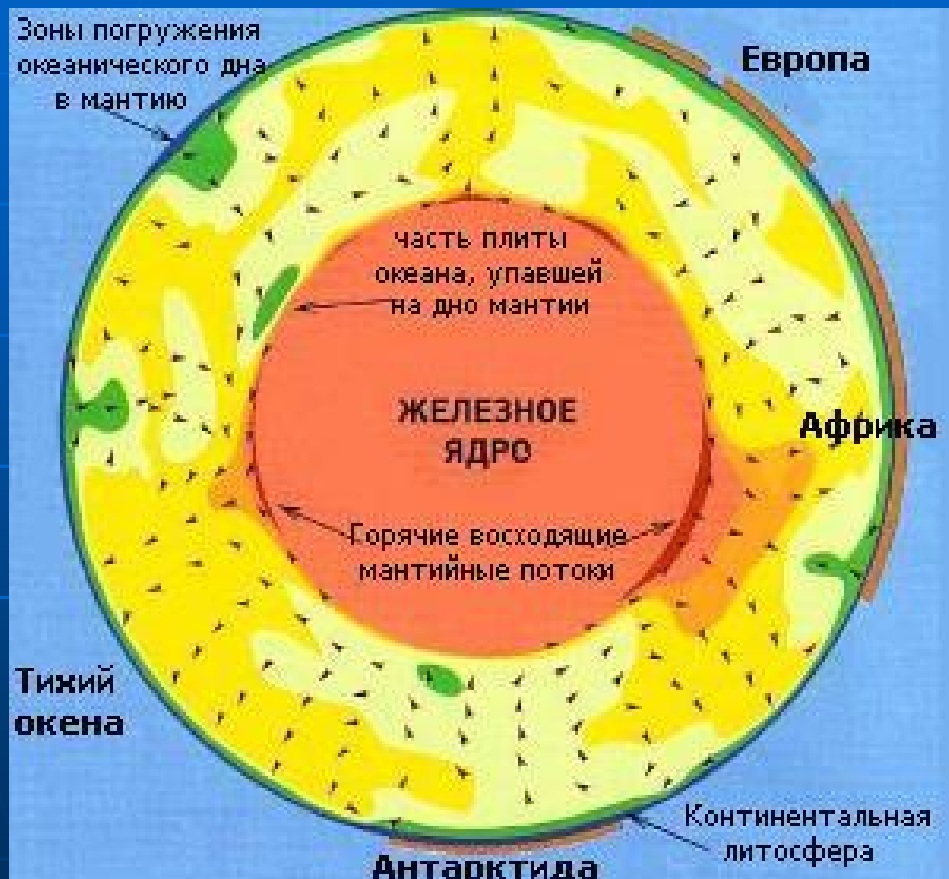 Зоны погружения
океанического дна
в мантию
Европа
часть плиты
океана, упавшей
на дно мантии
ЖЕЛЕЗНОЕ
ЯДРО
Африка
Горячие восходящие
мантийные потоки
Тихий
окена
Континентальная
литосфера
Антарктида